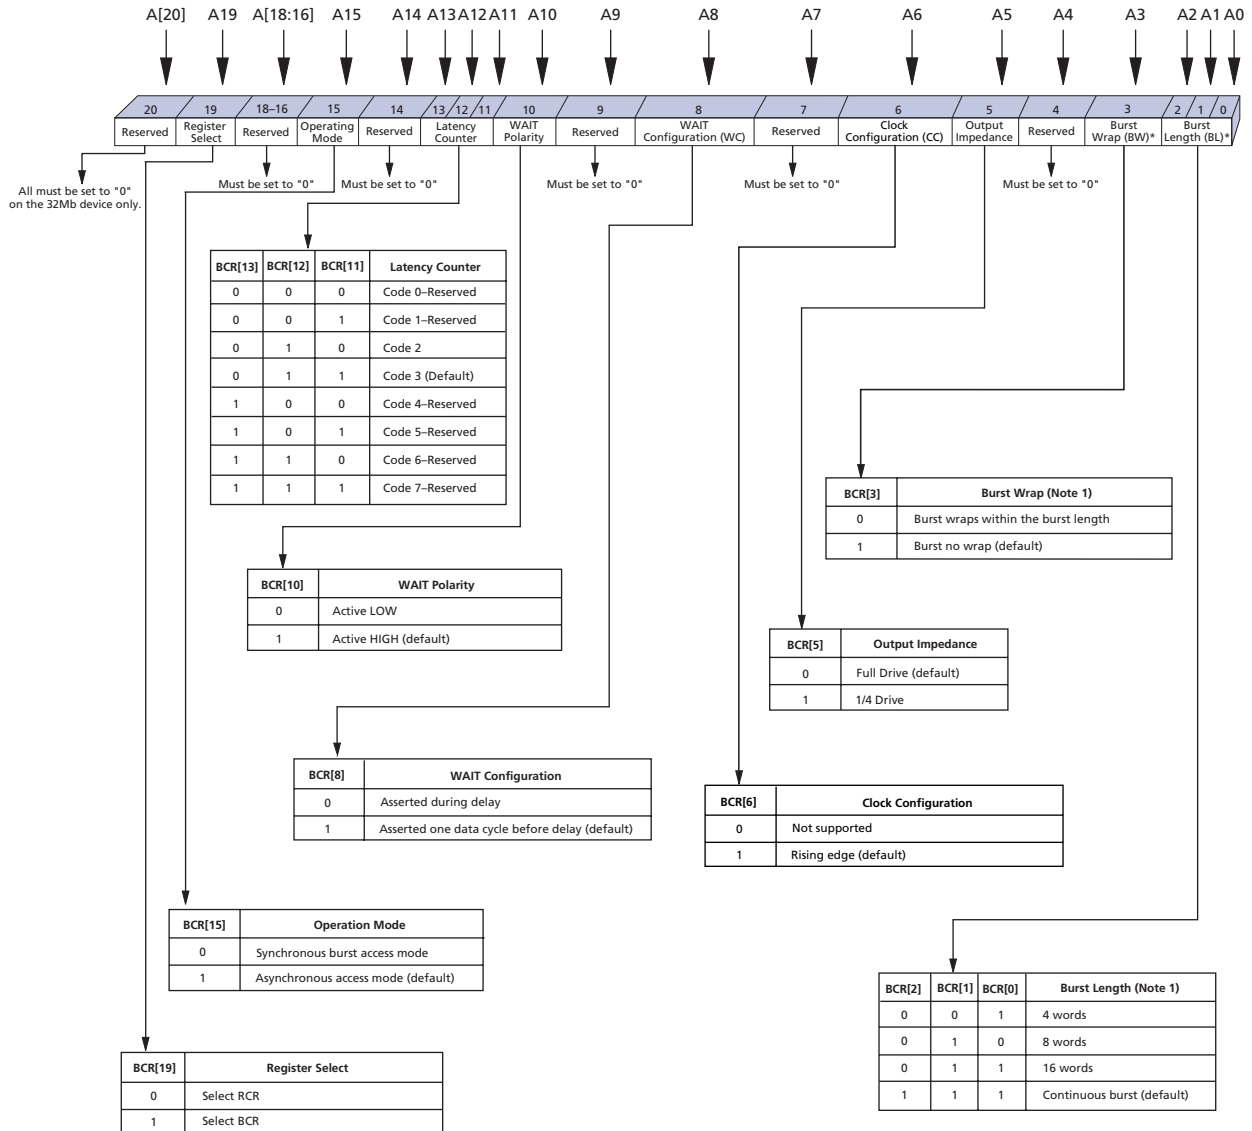 A[20] A19 A[18:16] A15 A14 A13 A12 A11 A10 A9 A8 A7 A6 A5 A4 A3 A2 A1 A0
20 19 18–16 15 14 13 12 11 10 9 8 7 6 5 4 3 2 1 0
Reserved
Register
Select
Reserved
Operating
Mode
Reserved
Latency
Counter
WAIT
Polarity
Reserved
WAIT
Configuration (WC)
Reserved
Clock
Configuration (CC)
Output
Impedance
Reserved
Burst
Wrap (BW)*
Burst
Length (BL)*
All must be set to "0"
on the 32Mb device only.
Must be set to "0"
Must be set to "0"
Must be set to "0"
Must be set to "0"
Must be set to "0"
BCR[13] BCR[12] BCR[11] Latency Counter
0 0 0 Code 0–Reserved
0 0 1 Code 1–Reserved
0 1 0 Code 2
0 1 1 Code 3 (Default)
1 0 0 Code 4–Reserved
1 0 1 Code 5–Reserved
1 1 0 Code 6–Reserved
1 1 1 Code 7–Reserved
BCR[3] Burst Wrap (Note 1)
0 Burst wraps within the burst length
1 Burst no wrap (default)
BCR[10] WAIT Polarity
0 Active LOW
1 Active HIGH (default)
BCR[5] Output Impedance
0 Full Drive (default)
1 1/4 Drive
BCR[8] WAIT Configuration
0 Asserted during delay
1 Asserted one data cycle before delay (default)
BCR[6] Clock Configuration
0 Not supported
1 Rising edge (default)
BCR[15] Operation Mode
0 Synchronous burst access mode
1 Asynchronous access mode (default)
BCR[2] BCR[1] BCR[0] Burst Length (Note 1)
0 0 1 4 words
0 1 0 8 words
0 1 1 16 words
1 1 1 Continuous burst (default)
BCR[19] Register Select
0 Select RCR
1 Select BCR